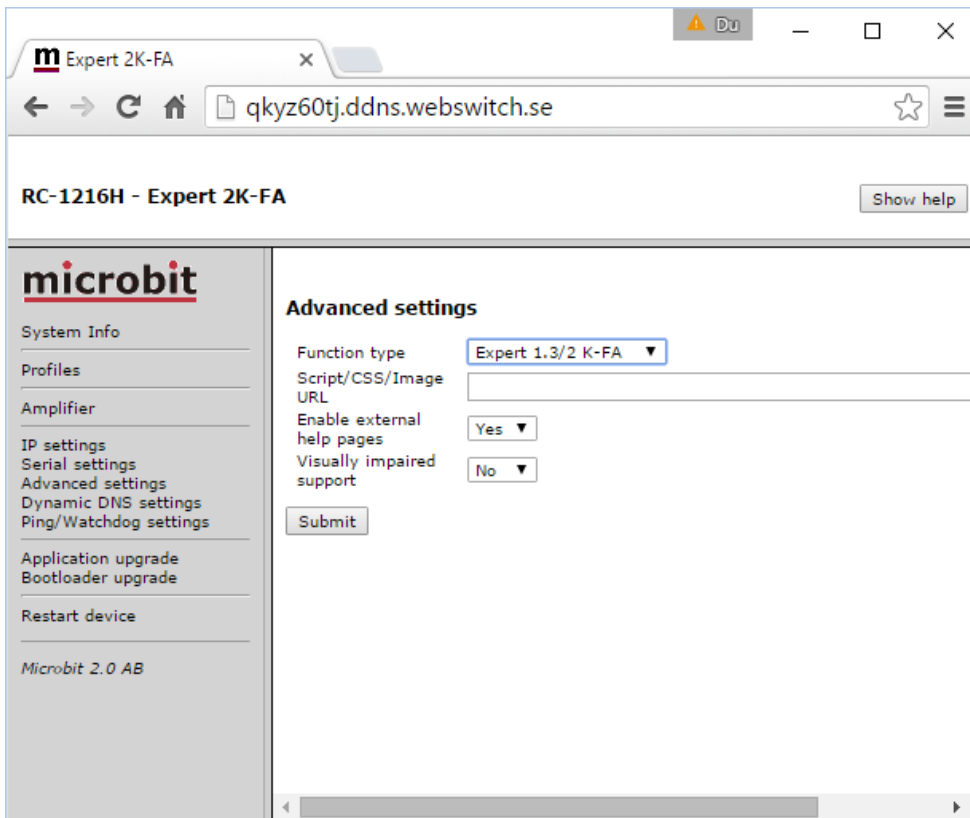 Du
m Expert 2K-FA
qkyz60tj.ddns.webswitch.se
RC-1216H - Expert 2K-FA
Show help
microbit
System Info
Profiles
Amplifier
IP settings
Serial settings
Advanced settings
Dynamic DNS settings
Ping/Watchdog settings
Application upgrade
Bootloader upgrade
Restart device
Microbit 2.0 AB
Advanced settings
Function type Expert 1.3/2 K-FA
Script/CSS/Image
URL
Enable external
help pages Yes
Visually impaired
support No
Submit